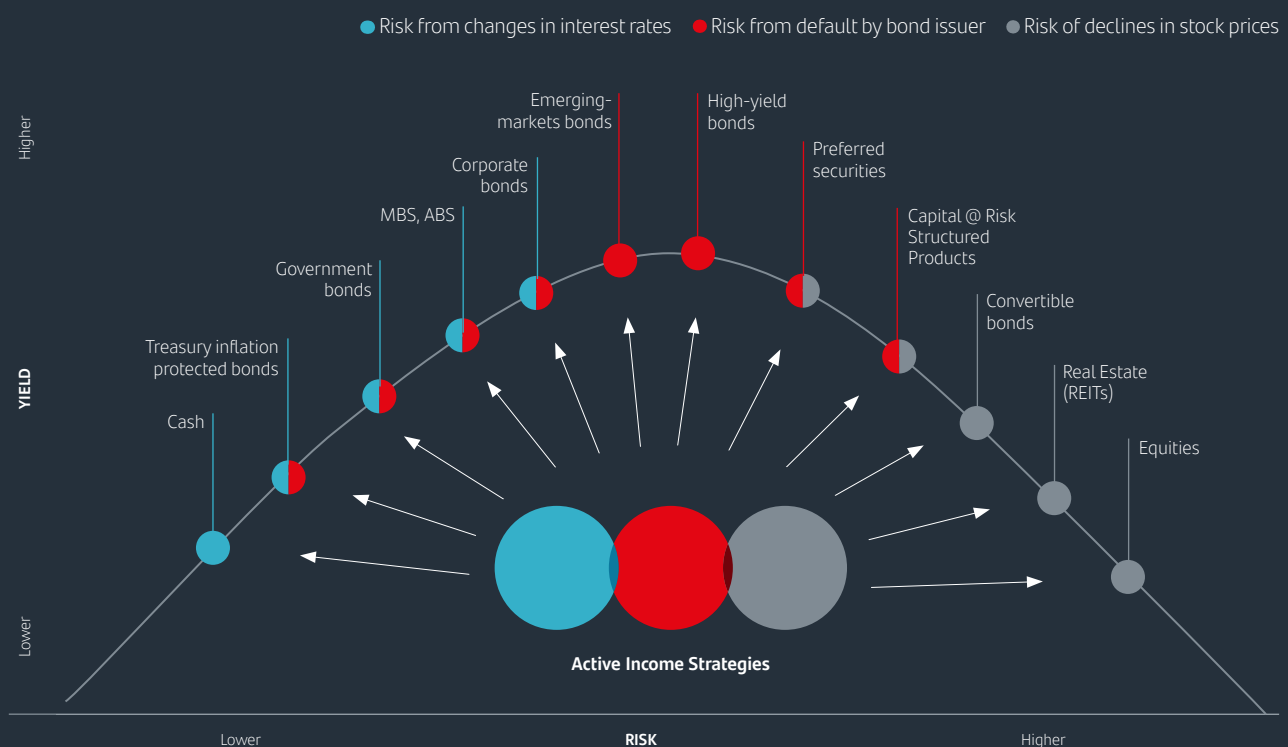 Risk from changes in interest rates
Risk from default by bond issuer
Risk of declines in stock prices
Higher
YIELD
Lower
Cash
Treasury inflation
protected bonds
Government
bonds
MBS, ABS
Corporate
bonds
Emerging-
markets bonds
High-yield
bonds
Preferred
securities
Capital @ Risk
Structured
Products
Convertible
bonds
Real Estate
(REITs)
Equities
Active Income Strategies
Lower
RISK
Higher